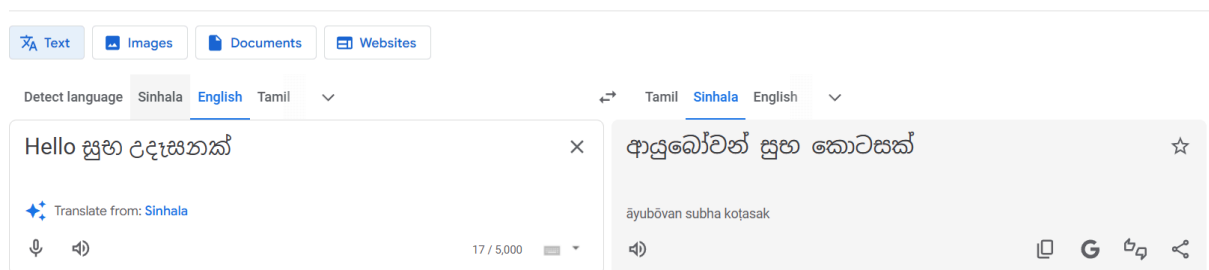 Text Images Documents Websites
Detect language Sinhala English Tamil Tamil Sinhala English
Hello සුභ උදෑසනක් ආයුබෝවන් සුභ කොටසක්
Translate from: Sinhala
āyubōvan subha koṭasak
17 / 5,000